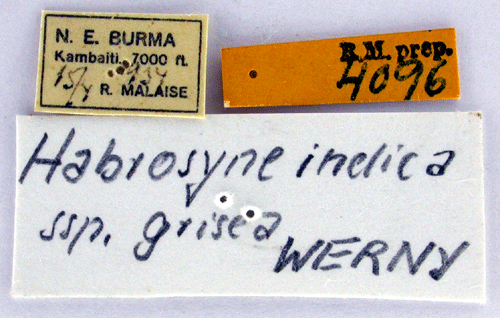 N. E. BURMA
Kambaiti, 7000 ft.
R. MALAISE
R.M. prep.
4096
Habrosyne indica
ssp. grisea
WERNY